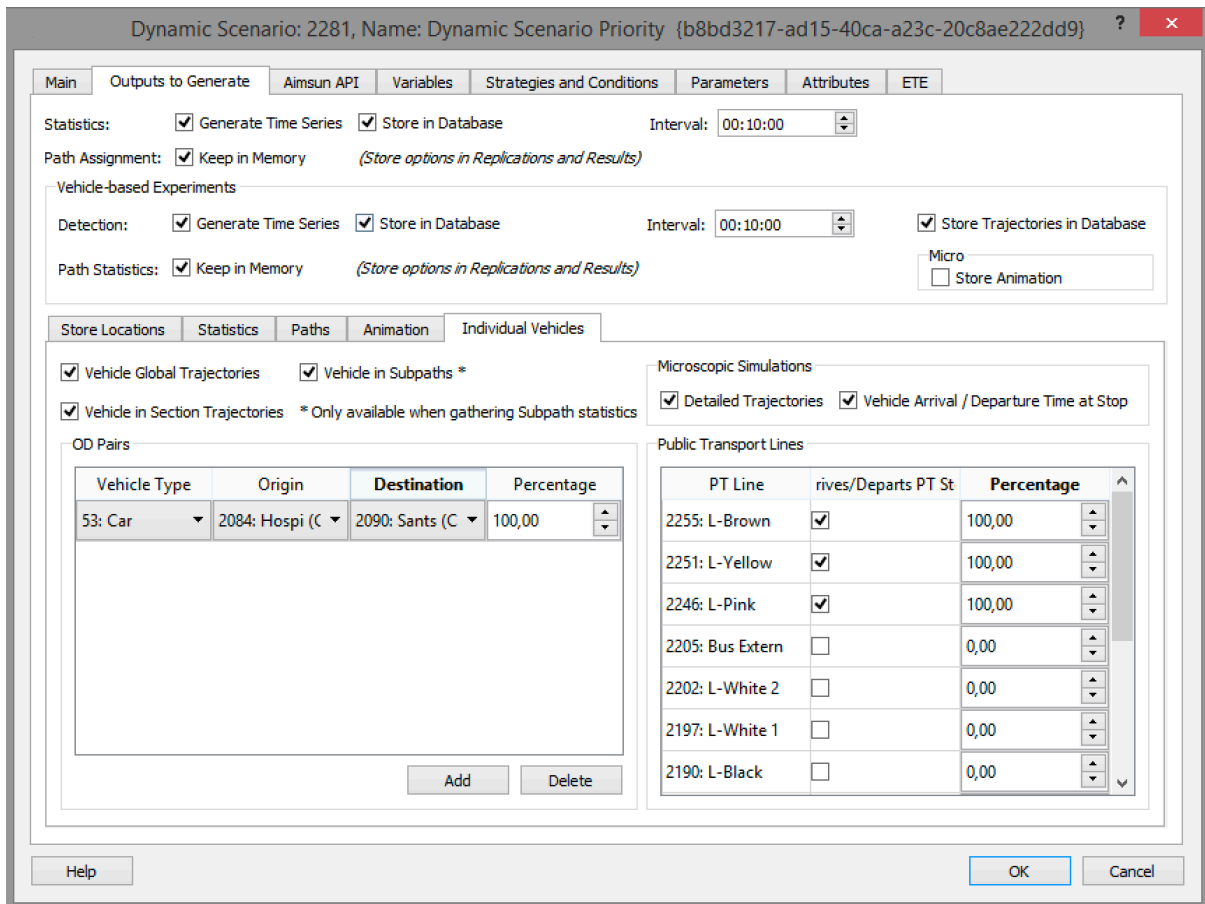 Dynamic Scenario: 2281, Name: Dynamic Scenario Priority {b8bd3217-ad15-40ca-a23c-20c8ae222dd9} ? ×
Main Outputs to Generate Aimsun API Variables Strategies and Conditions Parameters Attributes ETE
Statistics: Generate Time Series Store in Database Interval: 00:10:00
Path Assignment: Keep in Memory (Store options in Replications and Results)
Vehicle-based Experiments
Detection: Generate Time Series Store in Database Interval: 00:10:00 Store Trajectories in Database
Path Statistics: Keep in Memory (Store options in Replications and Results)
Micro
Store Animation
Store Locations Statistics Paths Animation Individual Vehicles
Vehicle Global Trajectories Vehicle in Subpaths *
Vehicle in Section Trajectories * Only available when gathering Subpath statistics
Microscopic Simulations
Detailed Trajectories Vehicle Arrival / Departure Time at Stop
OD Pairs
Vehicle Type Origin Destination Percentage
53: Car 2084: Hospi (C 2090: Sants (C 100,00
Add Delete
Public Transport Lines
PT Line rives/Departs PT St Percentage
2255: L-Brown 100,00
2251: L-Yellow 100,00
2246: L-Pink 100,00
2205: Bus Extern 0,00
2202: L-White 2 0,00
2197: L-White 1 0,00
2190: L-Black 0,00
Help OK Cancel